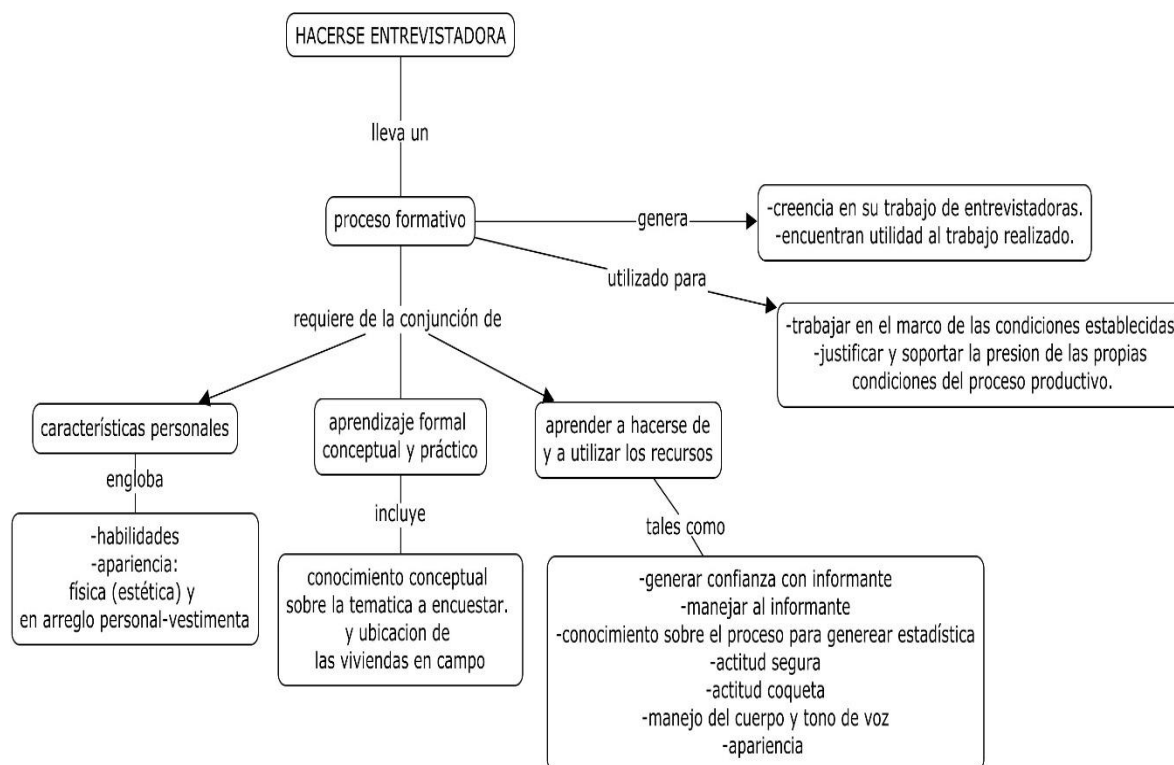 HACERSE ENTREVISTADORA
lleva un
proceso formativo
genera
-creencia en su trabajo de entrevistadoras.
-encuentran utilidad al trabajo realizado.
utilizado para
-trabajar en el marco de las condiciones establecidas
-justificar y soportar la presion de las propias
condiciones del proceso productivo.
requiere de la conjunción de
características personales
engloba
-habilidades
-apariencia:
física (estética) y
en arreglo personal-vestimenta
aprendizaje formal
conceptual y práctico
incluye
conocimiento conceptual
sobre la tematica a encuestar.
y ubicacion de
las viviendas en campo
aprender a hacerse de
y a utilizar los recursos
tales como
-generar confianza con informante
-manejar al informante
-conocimiento sobre el proceso para generear estadística
-actitud segura
-actitud coqueta
-manejo del cuerpo y tono de voz
-apariencia